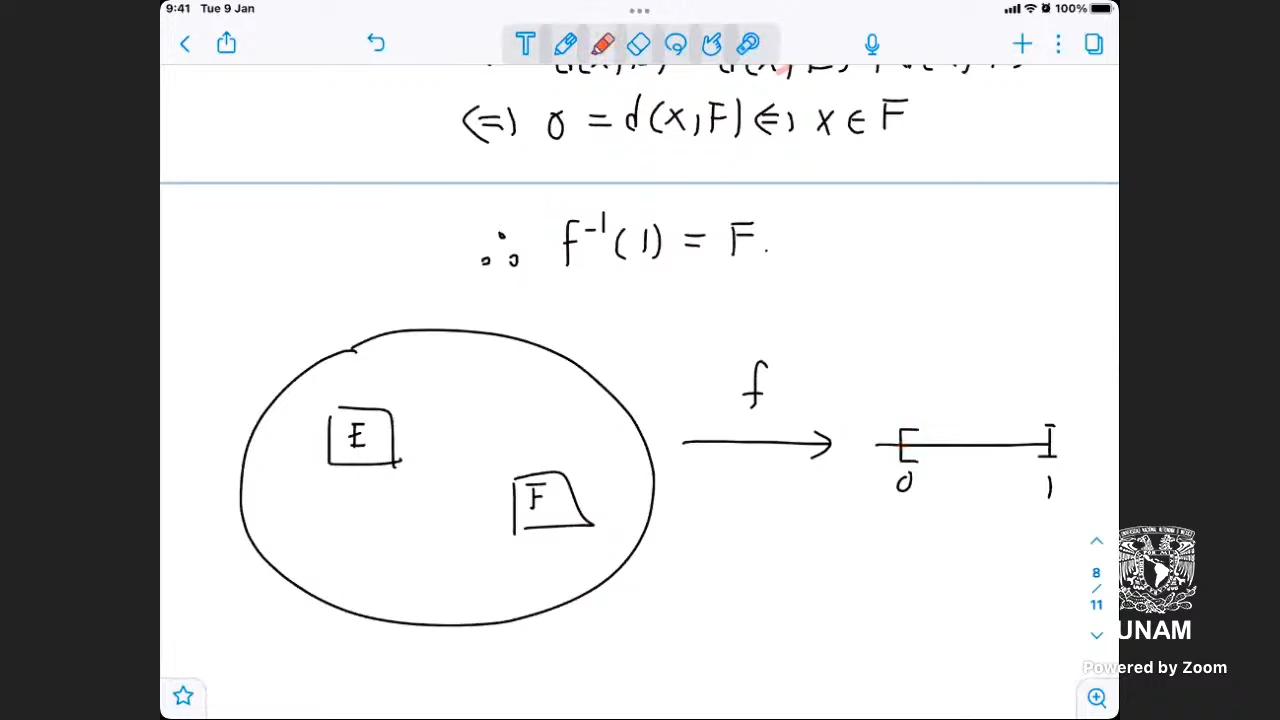 9:41 Tue 9 Jan 100%
T
<=> 0 = d(x,F) <=> x ∈ F
∴ f⁻¹(1) = F.
f
E
F
0 1
8
/
11
UNAM
Powered by Zoom